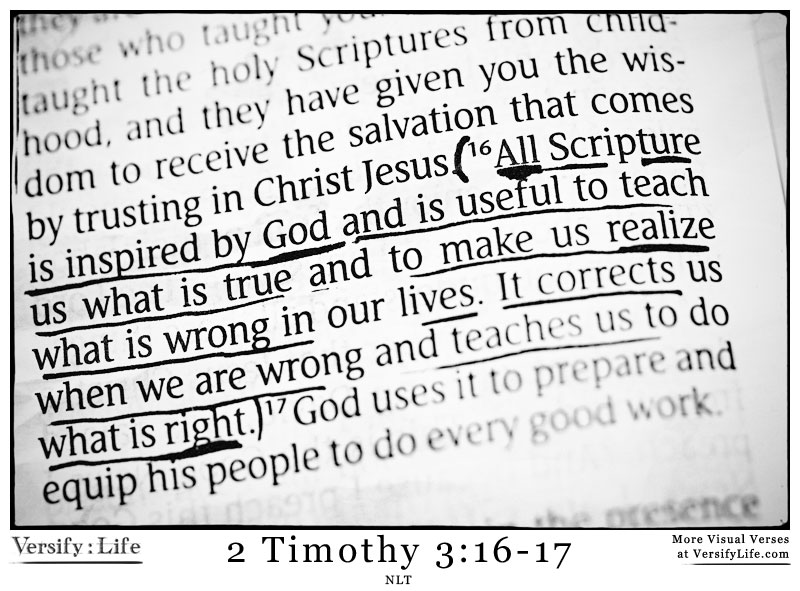 they are
those who taught you
taught the holy Scriptures from child-
hood, and they have given you the wis-
dom to receive the salvation that comes
by trusting in Christ Jesus. (16 All Scripture
is inspired by God and is useful to teach
us what is true and to make us realize
what is wrong in our lives. It corrects us
when we are wrong and teaches us to do
what is right.) 17 God uses it to prepare and
equip his people to do every good work.
the presence
Versify : Life
2 Timothy 3:16-17
NLT
More Visual Verses
at VersifyLife.com